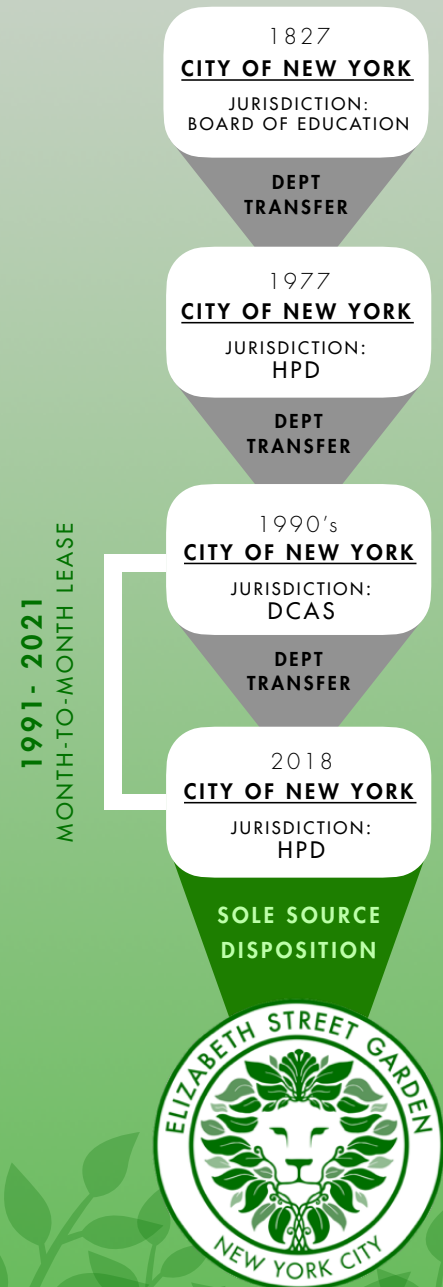 1827
CITY OF NEW YORK
JURISDICTION:
BOARD OF EDUCATION
DEPT
TRANSFER
1977
CITY OF NEW YORK
JURISDICTION:
HPD
DEPT
TRANSFER
1990's
CITY OF NEW YORK
JURISDICTION:
DCAS
DEPT
TRANSFER
1991- 2021
MONTH-TO-MONTH LEASE
2018
CITY OF NEW YORK
JURISDICTION:
HPD
SOLE SOURCE
DISPOSITION
ELIZABETH STREET GARDEN
NEW YORK CITY